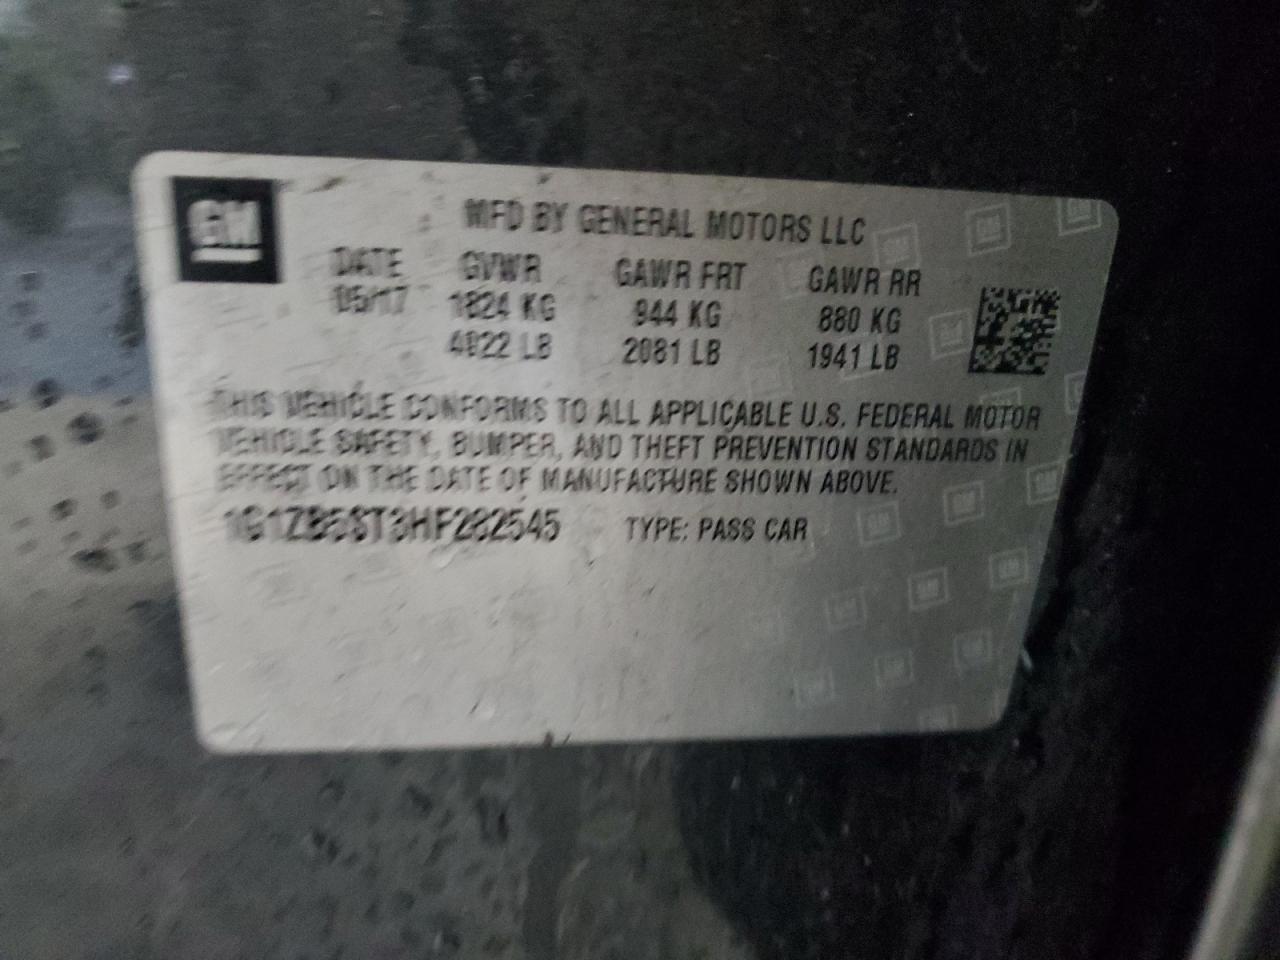 GM
MFD BY GENERAL MOTORS LLC
DATE GVWR GAWR FRT GAWR RR
05/17 1824 KG 944 KG 880 KG
4022 LB 2081 LB 1941 LB
THIS VEHICLE CONFORMS TO ALL APPLICABLE U.S. FEDERAL MOTOR
VEHICLE SAFETY, BUMPER, AND THEFT PREVENTION STANDARDS IN
EFFECT ON THE DATE OF MANUFACTURE SHOWN ABOVE.
1G1ZB5ST3HF282545 TYPE: PASS CAR